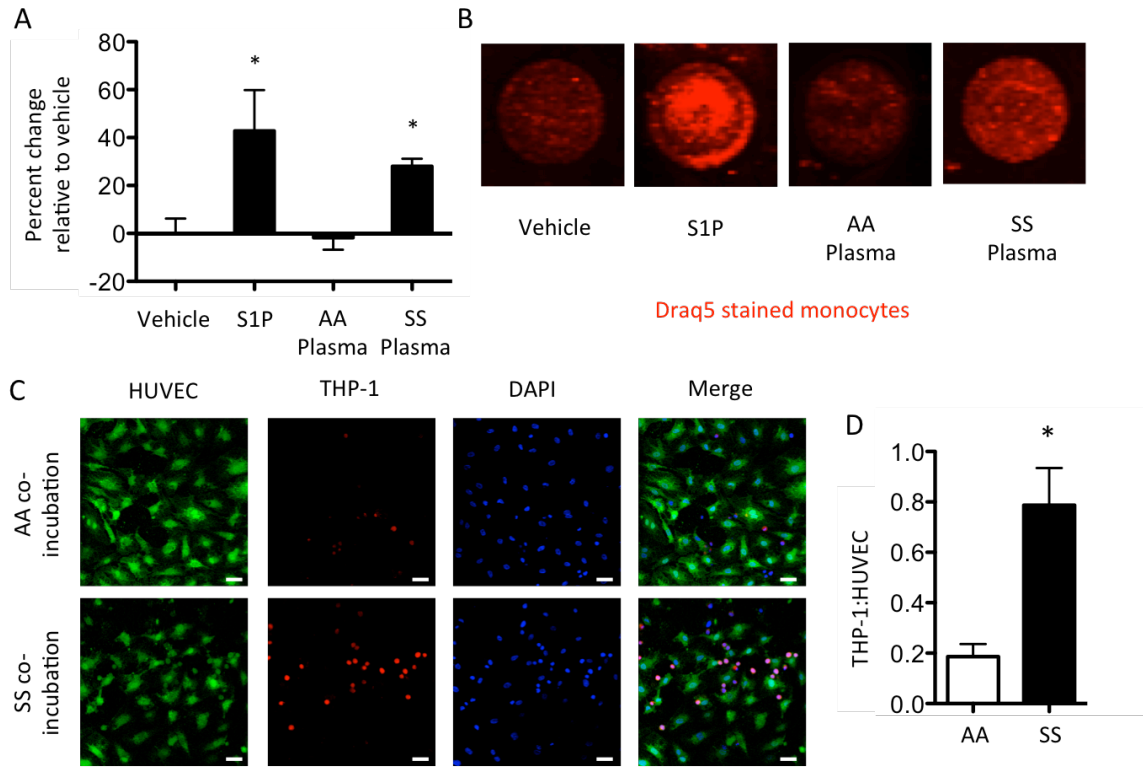 A
Percent change
relative to vehicle
80
60
40
20
0
-20
*
*
Vehicle
S1P
AA
Plasma
SS
Plasma
B
Vehicle
S1P
AA
Plasma
SS
Plasma
Draq5 stained monocytes
C
HUVEC
THP-1
DAPI
Merge
AA co-
incubation
SS co-
incubation
D
THP-1:HUVEC
1.0
0.8
0.6
0.4
0.2
0.0
*
AA
SS